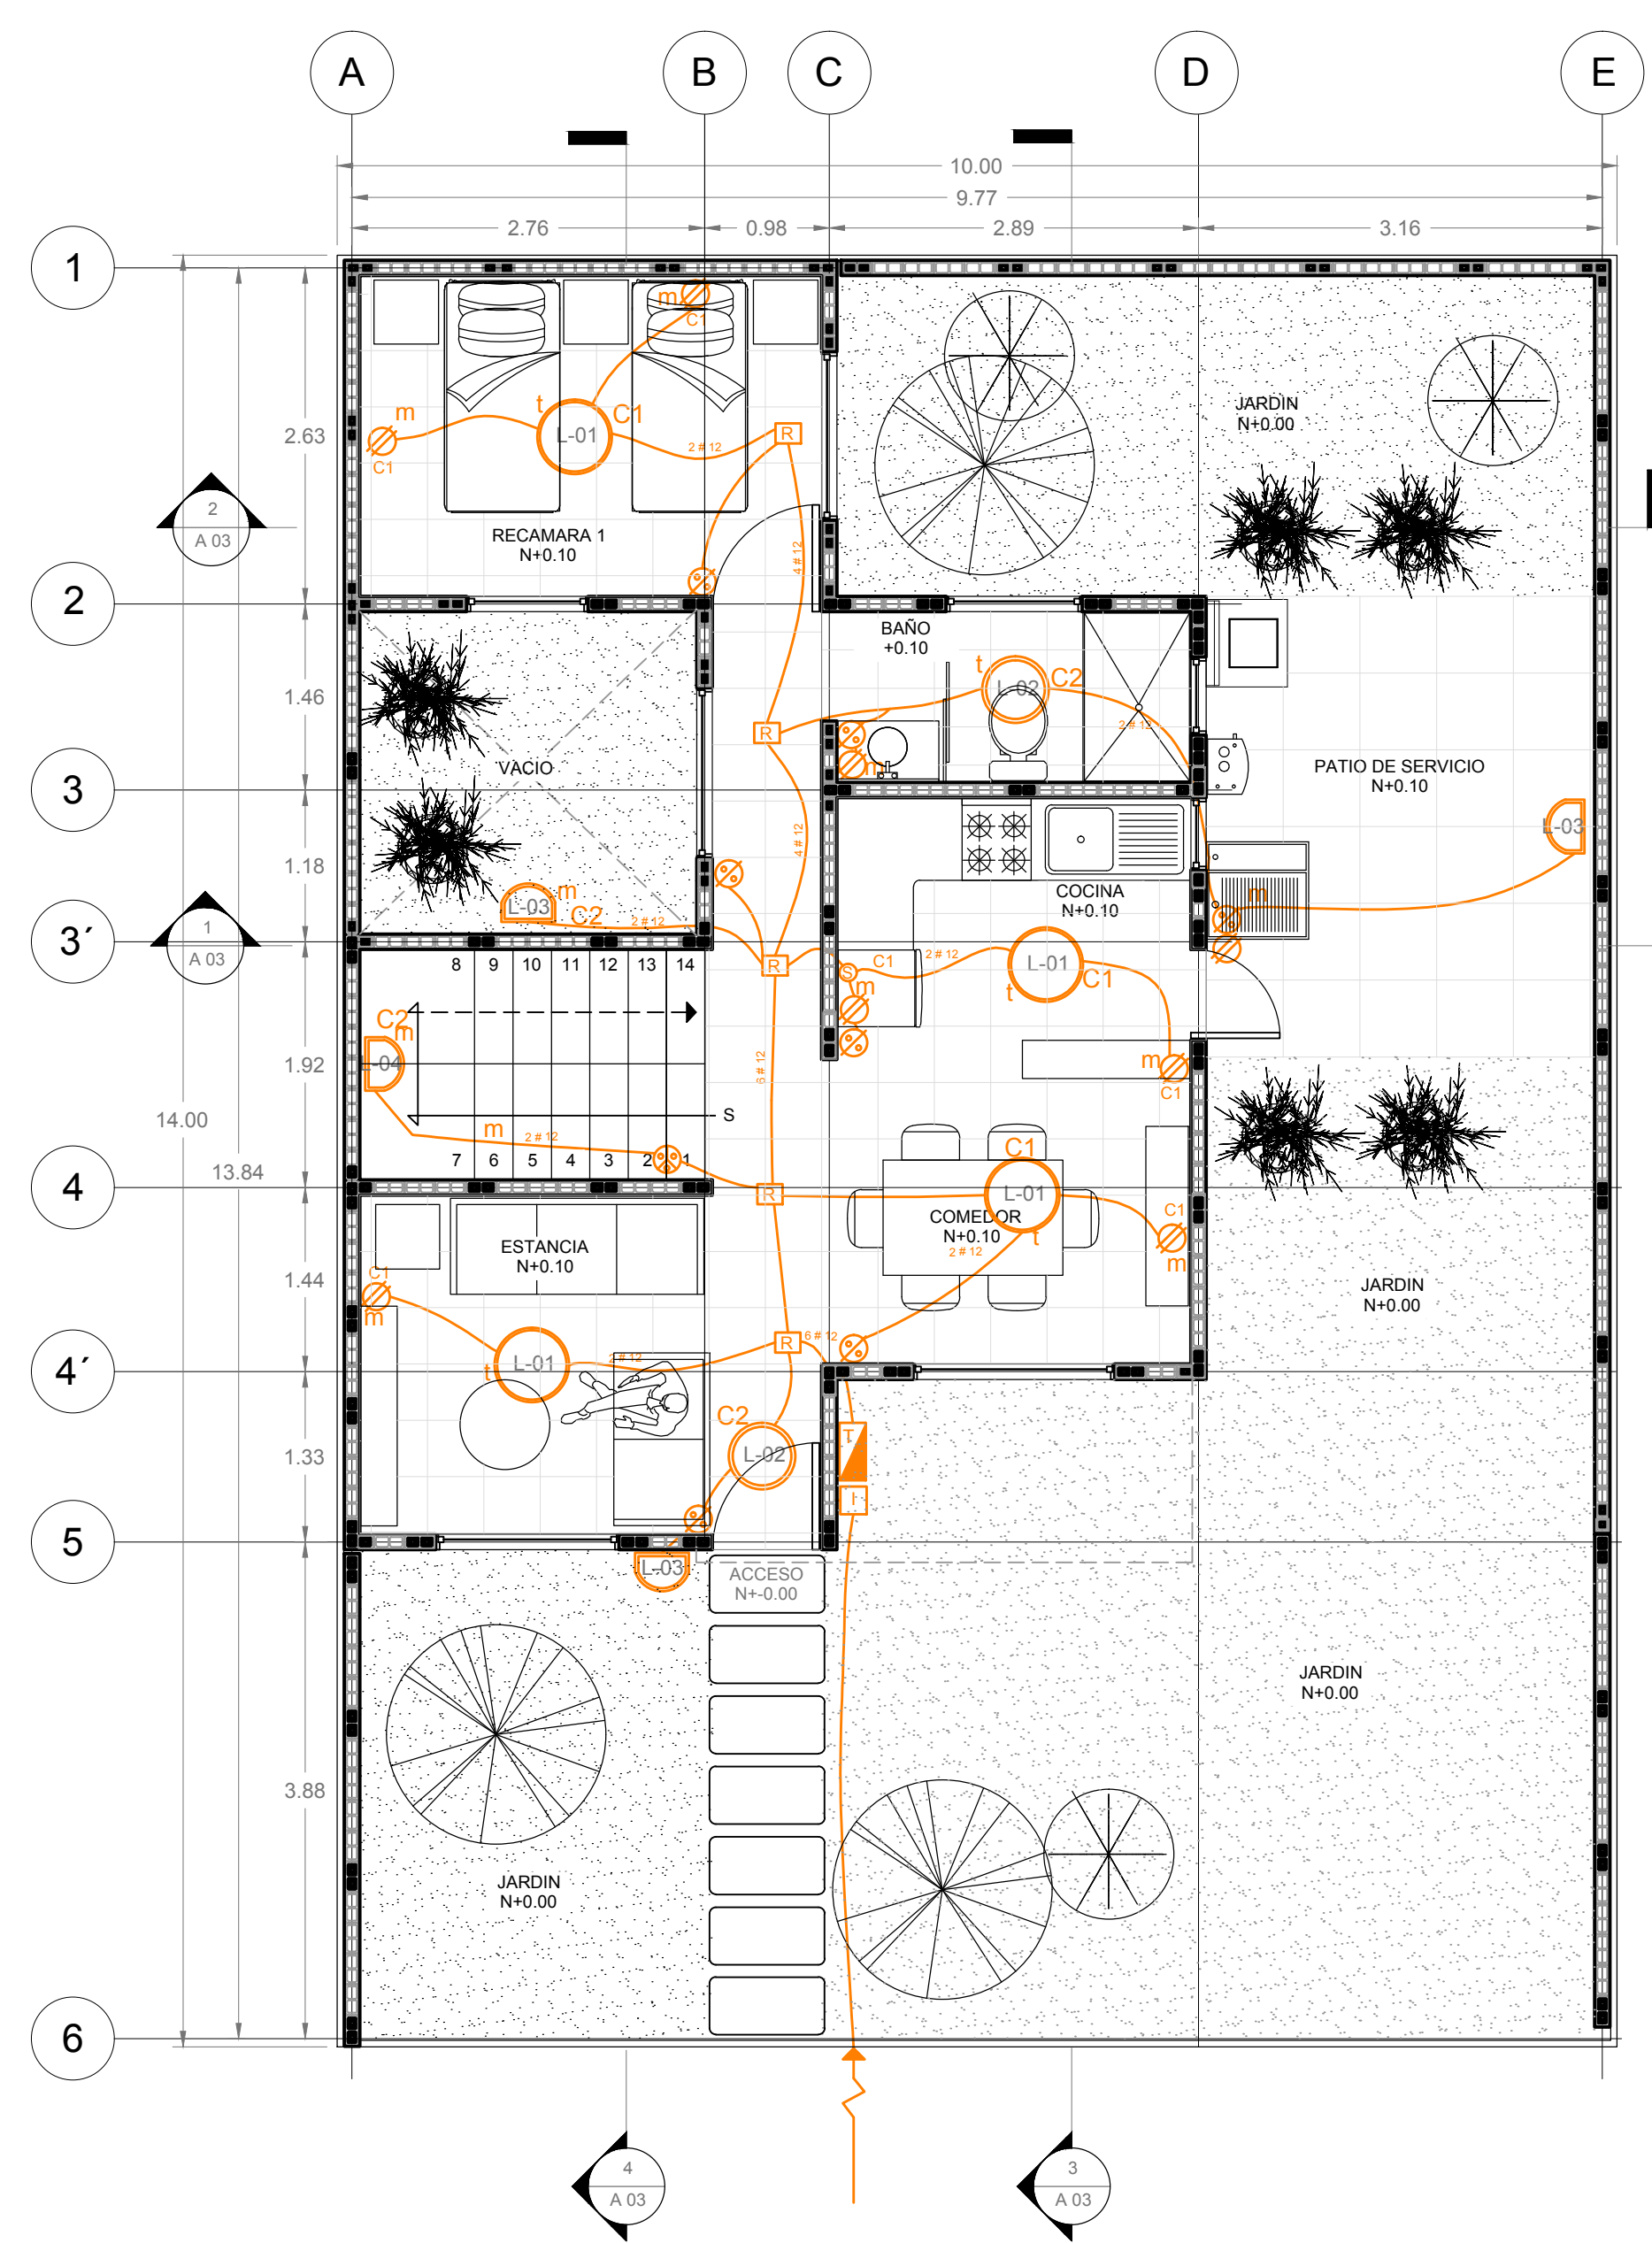 A B C D E
10.00
9.77
2.76 0.98 2.89 3.16
1
m
C1
JARDIN
N+0.00
t
C1
m
L-01
R
2.63
C1
2 # 12
2
A 03
RECAMARA 1
N+0.10
4 # 12
2
BAÑO
+0.10
t
C2
L-02
1.46
2 # 12
R
VACIO
m
PATIO DE SERVICIO
N+0.10
3
L-03
4 # 12
1.18
m
COCINA
N+0.10
m
L-03
C2
2 # 12
1
A 03
3´
8 9 10 11 12 13 14
R
C1
2 # 12
L-01
C1
t
m
C2
m
L-04
1.92
6 # 12
m
C1
14.00
S
m
2 # 12
13.84
7 6 5 4 3 2 1
4
R
C1
L-01
COMEDOR
N+0.10
2 # 12
t
C1
m
ESTANCIA
N+0.10
1.44
C1
m
JARDIN
N+0.00
R
6 # 12
4´
t
L-01
2 # 12
C2
L-02
1.33
T
I
5
L-03
ACCESO
N+-0.00
JARDIN
N+0.00
3.88
JARDIN
N+0.00
6
4
A 03
3
A 03